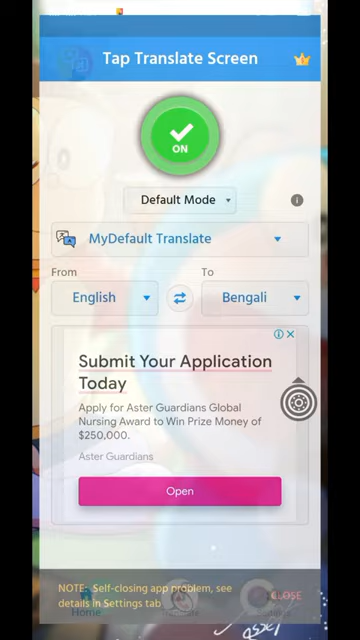 Tap Translate Screen
ON
Default Mode
MyDefault Translate
From
To
English
Bengali
Submit Your Application
Today
Apply for Aster Guardians Global
Nursing Award to Win Prize Money of
$250,000.
Aster Guardians
Open
NOTE: Self-closing app problem, see
details in Settings tab
CLOSE
Home